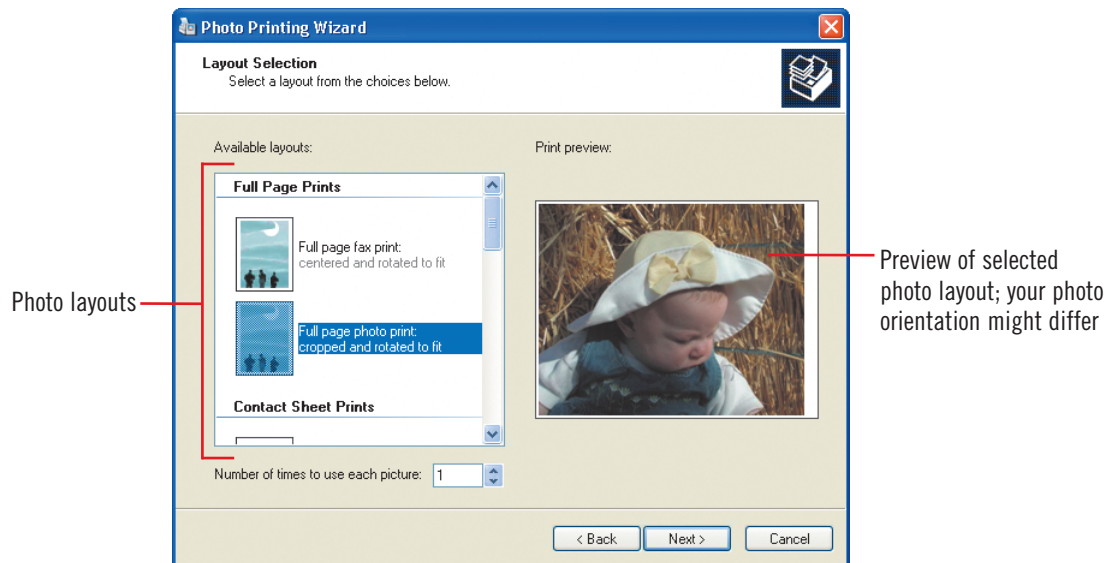 Photo Printing Wizard
Layout Selection
Select a layout from the choices below.
Available layouts:
Print preview:
Full Page Prints
Full page fax print:
centered and rotated to fit
Full page photo print:
cropped and rotated to fit
Contact Sheet Prints
Number of times to use each picture: 1
< Back
Next >
Cancel
Photo layouts
Preview of selected
photo layout; your photo
orientation might differ